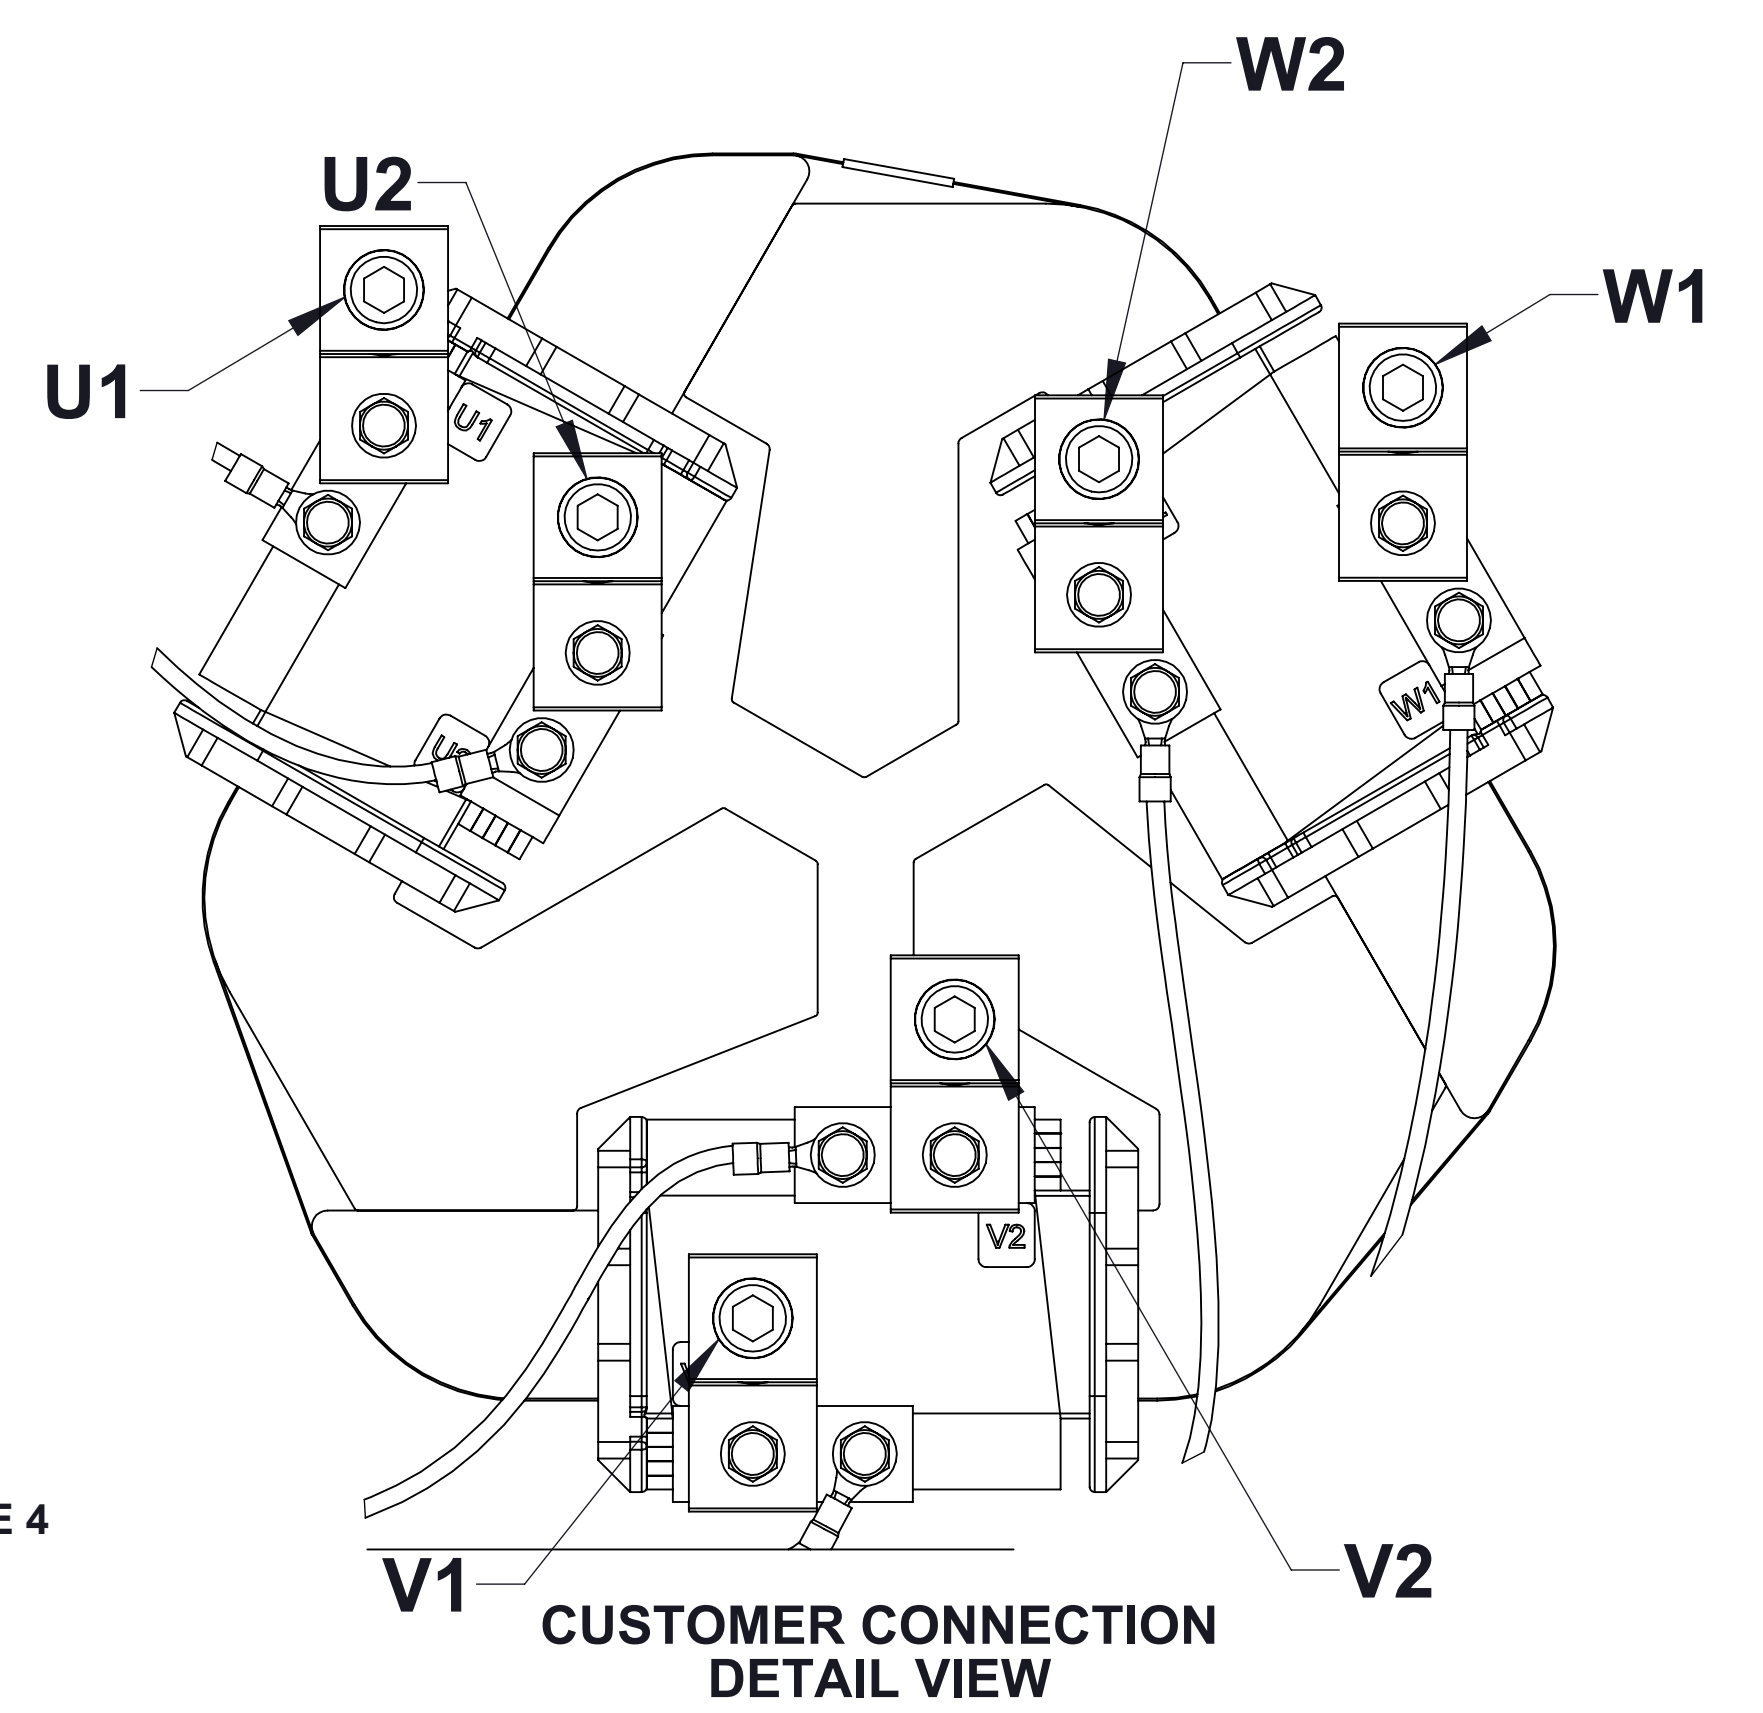 W2
U2
W1
U1
U1
W1
V2
E 4
V1
V2
CUSTOMER CONNECTION
DETAIL VIEW